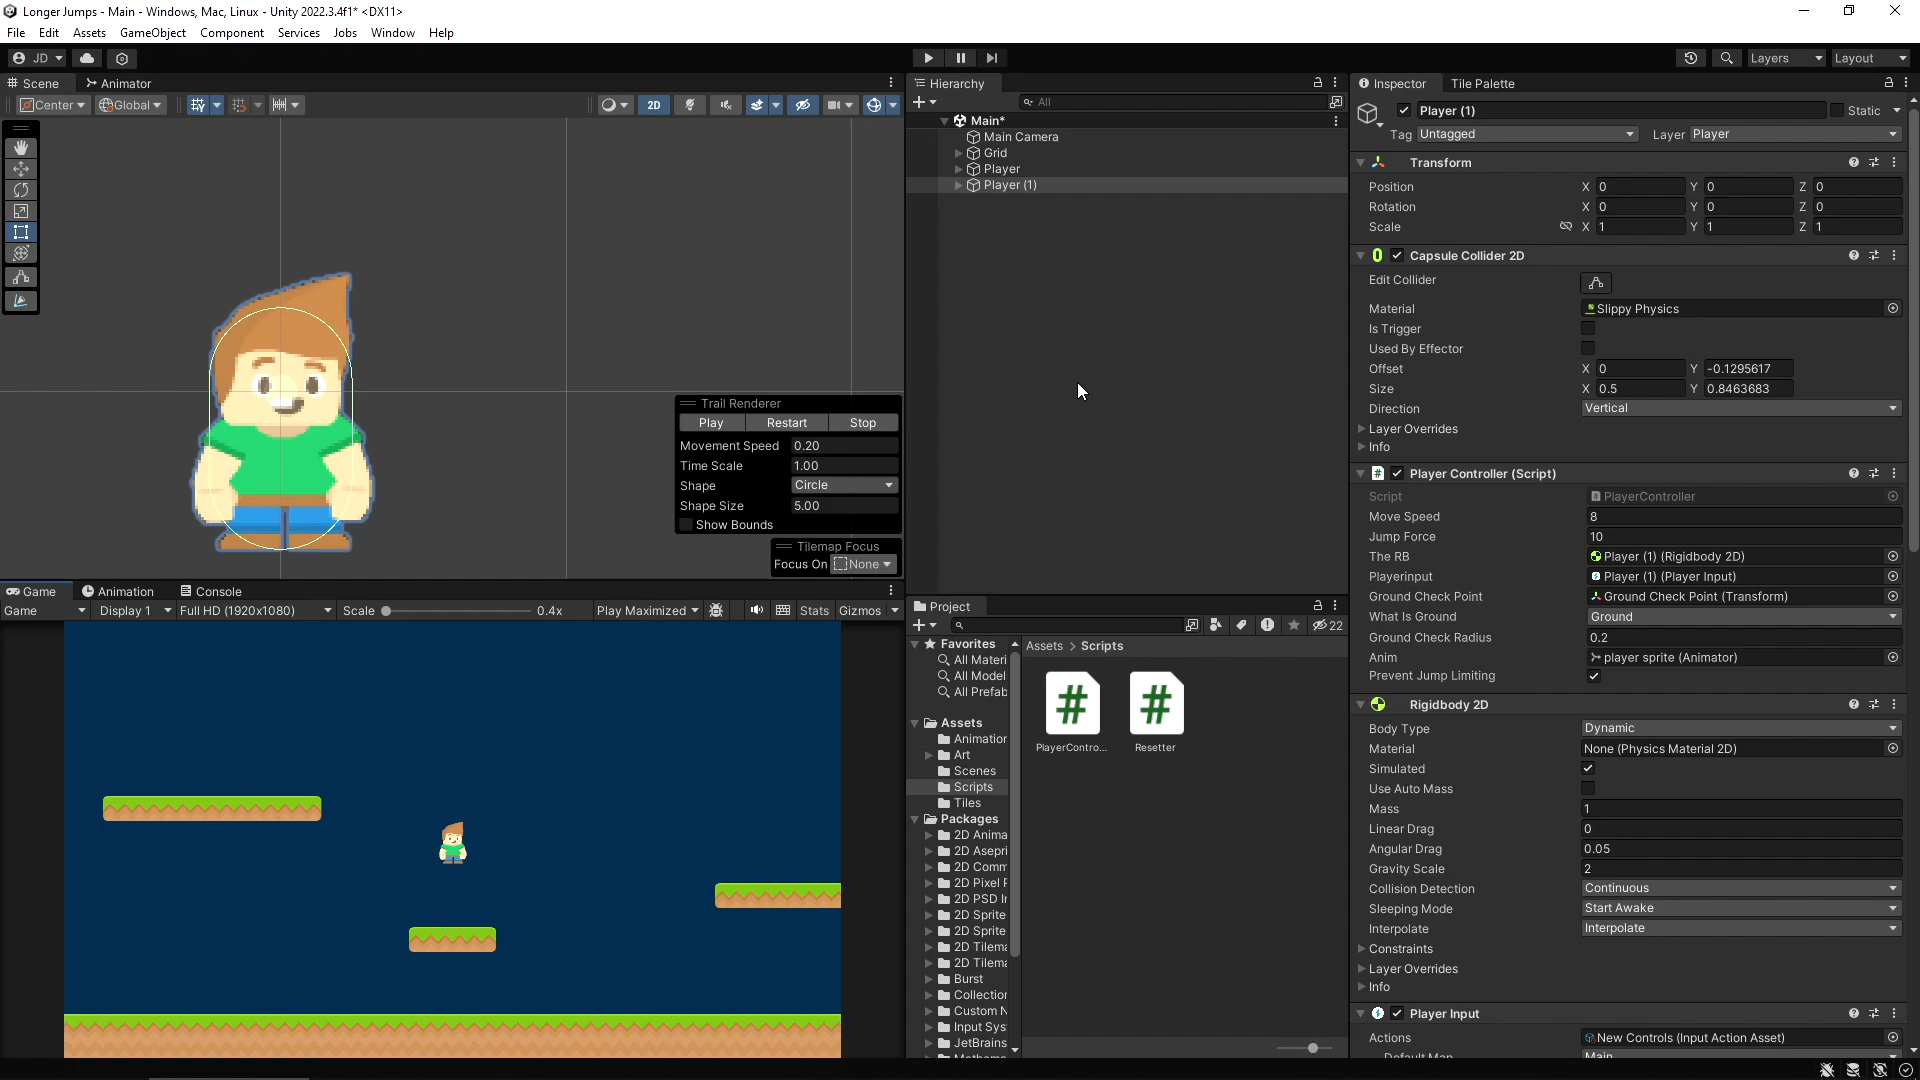 Longer Jumps - Main - Windows, Mac, Linux - Unity 2022.3.4f1* <DX11>
File Edit Assets GameObject Component Services Jobs Window Help
JD
Layers
Layout
Scene
Animator
Center
Global
2D
Trail Renderer
Play Restart Stop
Movement Speed 0.20
Time Scale 1.00
Shape Circle
Shape Size 5.00
Show Bounds
Tilemap Focus
Focus On None
Game
Animation
Console
Game Display 1 Full HD (1920x1080) Scale 0.4x Play Maximized Stats Gizmos
Hierarchy
All
Main*
Main Camera
Grid
Player
Player (1)
Project
22
Favorites
All Materi
All Model
All Prefab
Assets
Animation
Art
Scenes
Scripts
Tiles
Packages
2D Anima
2D Asepri
2D Comm
2D Pixel F
2D PSD Ir
2D Sprite
2D Sprite
2D Tilema
2D Tilema
Burst
Collection
Custom N
Input Sys
JetBrains
Assets > Scripts
PlayerContro...
Resetter
Inspector
Tile Palette
Player (1) Static
Tag Untagged Layer Player
Transform
Position X 0 Y 0 Z 0
Rotation X 0 Y 0 Z 0
Scale X 1 Y 1 Z 1
Capsule Collider 2D
Edit Collider
Material Slippy Physics
Is Trigger
Used By Effector
Offset X 0 Y -0.1295617
Size X 0.5 Y 0.8463683
Direction Vertical
Layer Overrides
Info
Player Controller (Script)
Script PlayerController
Move Speed 8
Jump Force 10
The RB Player (1) (Rigidbody 2D)
Playerinput Player (1) (Player Input)
Ground Check Point Ground Check Point (Transform)
What Is Ground Ground
Ground Check Radius 0.2
Anim player sprite (Animator)
Prevent Jump Limiting
Rigidbody 2D
Body Type Dynamic
Material None (Physics Material 2D)
Simulated
Use Auto Mass
Mass 1
Linear Drag 0
Angular Drag 0.05
Gravity Scale 2
Collision Detection Continuous
Sleeping Mode Start Awake
Interpolate Interpolate
Constraints
Layer Overrides
Info
Player Input
Actions New Controls (Input Action Asset)
Default Map Main